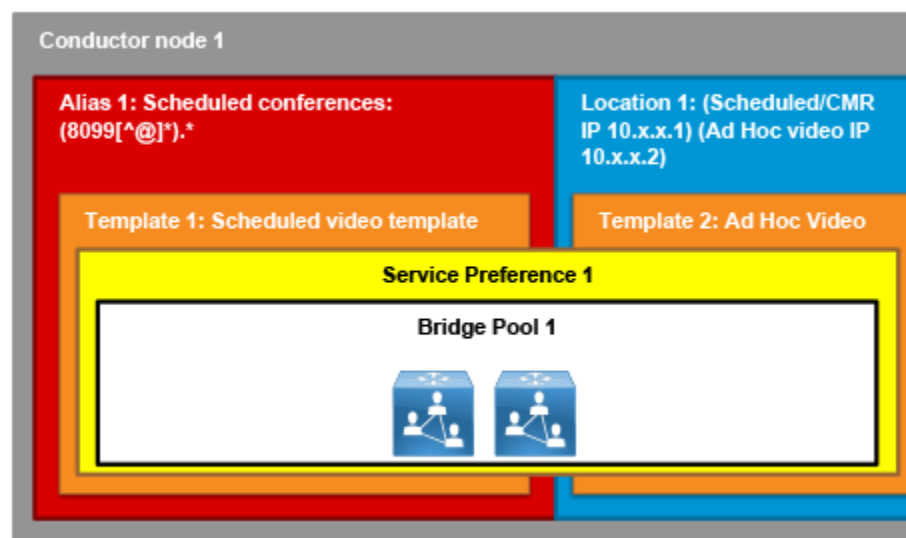 Conductor node 1
Alias 1: Scheduled conferences:
(8099[^@]*).*
Location 1: (Scheduled/CMR
IP 10.x.x.1) (Ad Hoc video IP
10.x.x.2)
Template 1: Scheduled video template
Template 2: Ad Hoc Video
Service Preference 1
Bridge Pool 1